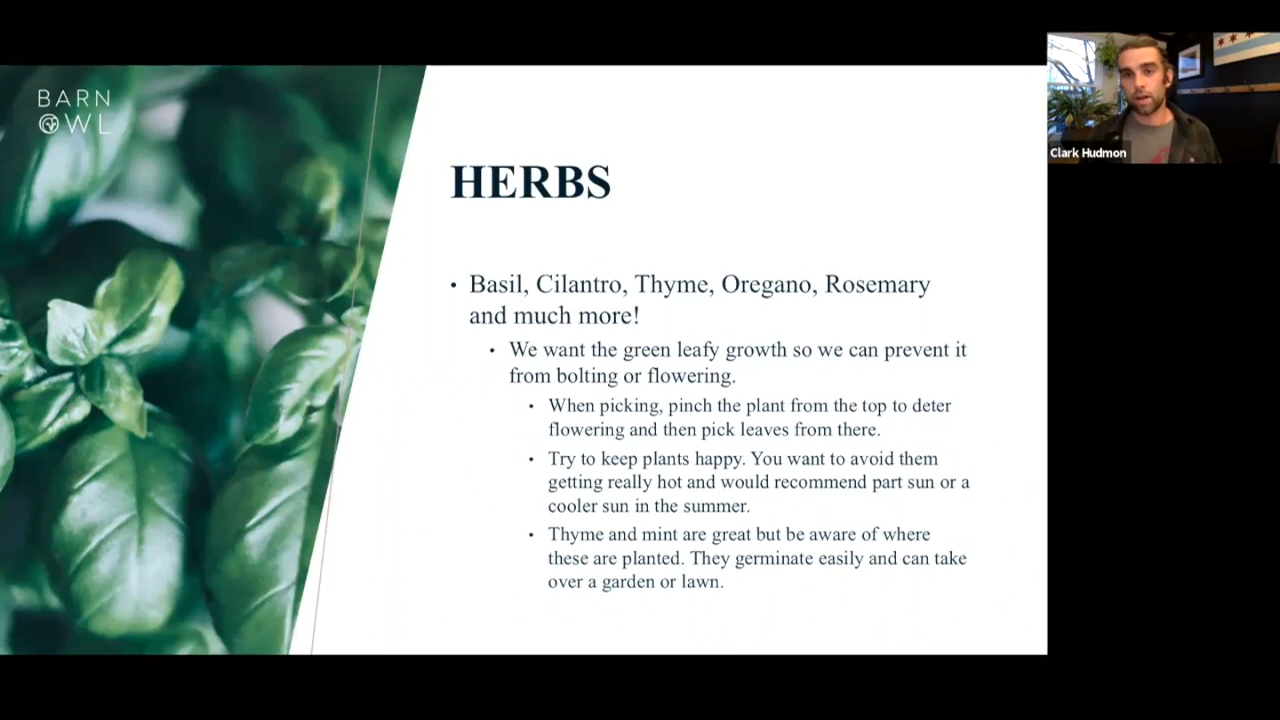 BARN
OWL
Clark Hudmon
HERBS
• Basil, Cilantro, Thyme, Oregano, Rosemary
and much more!
• We want the green leafy growth so we can prevent it
from bolting or flowering.
• When picking, pinch the plant from the top to deter
flowering and then pick leaves from there.
• Try to keep plants happy. You want to avoid them
getting really hot and would recommend part sun or a
cooler sun in the summer.
• Thyme and mint are great but be aware of where
these are planted. They germinate easily and can take
over a garden or lawn.